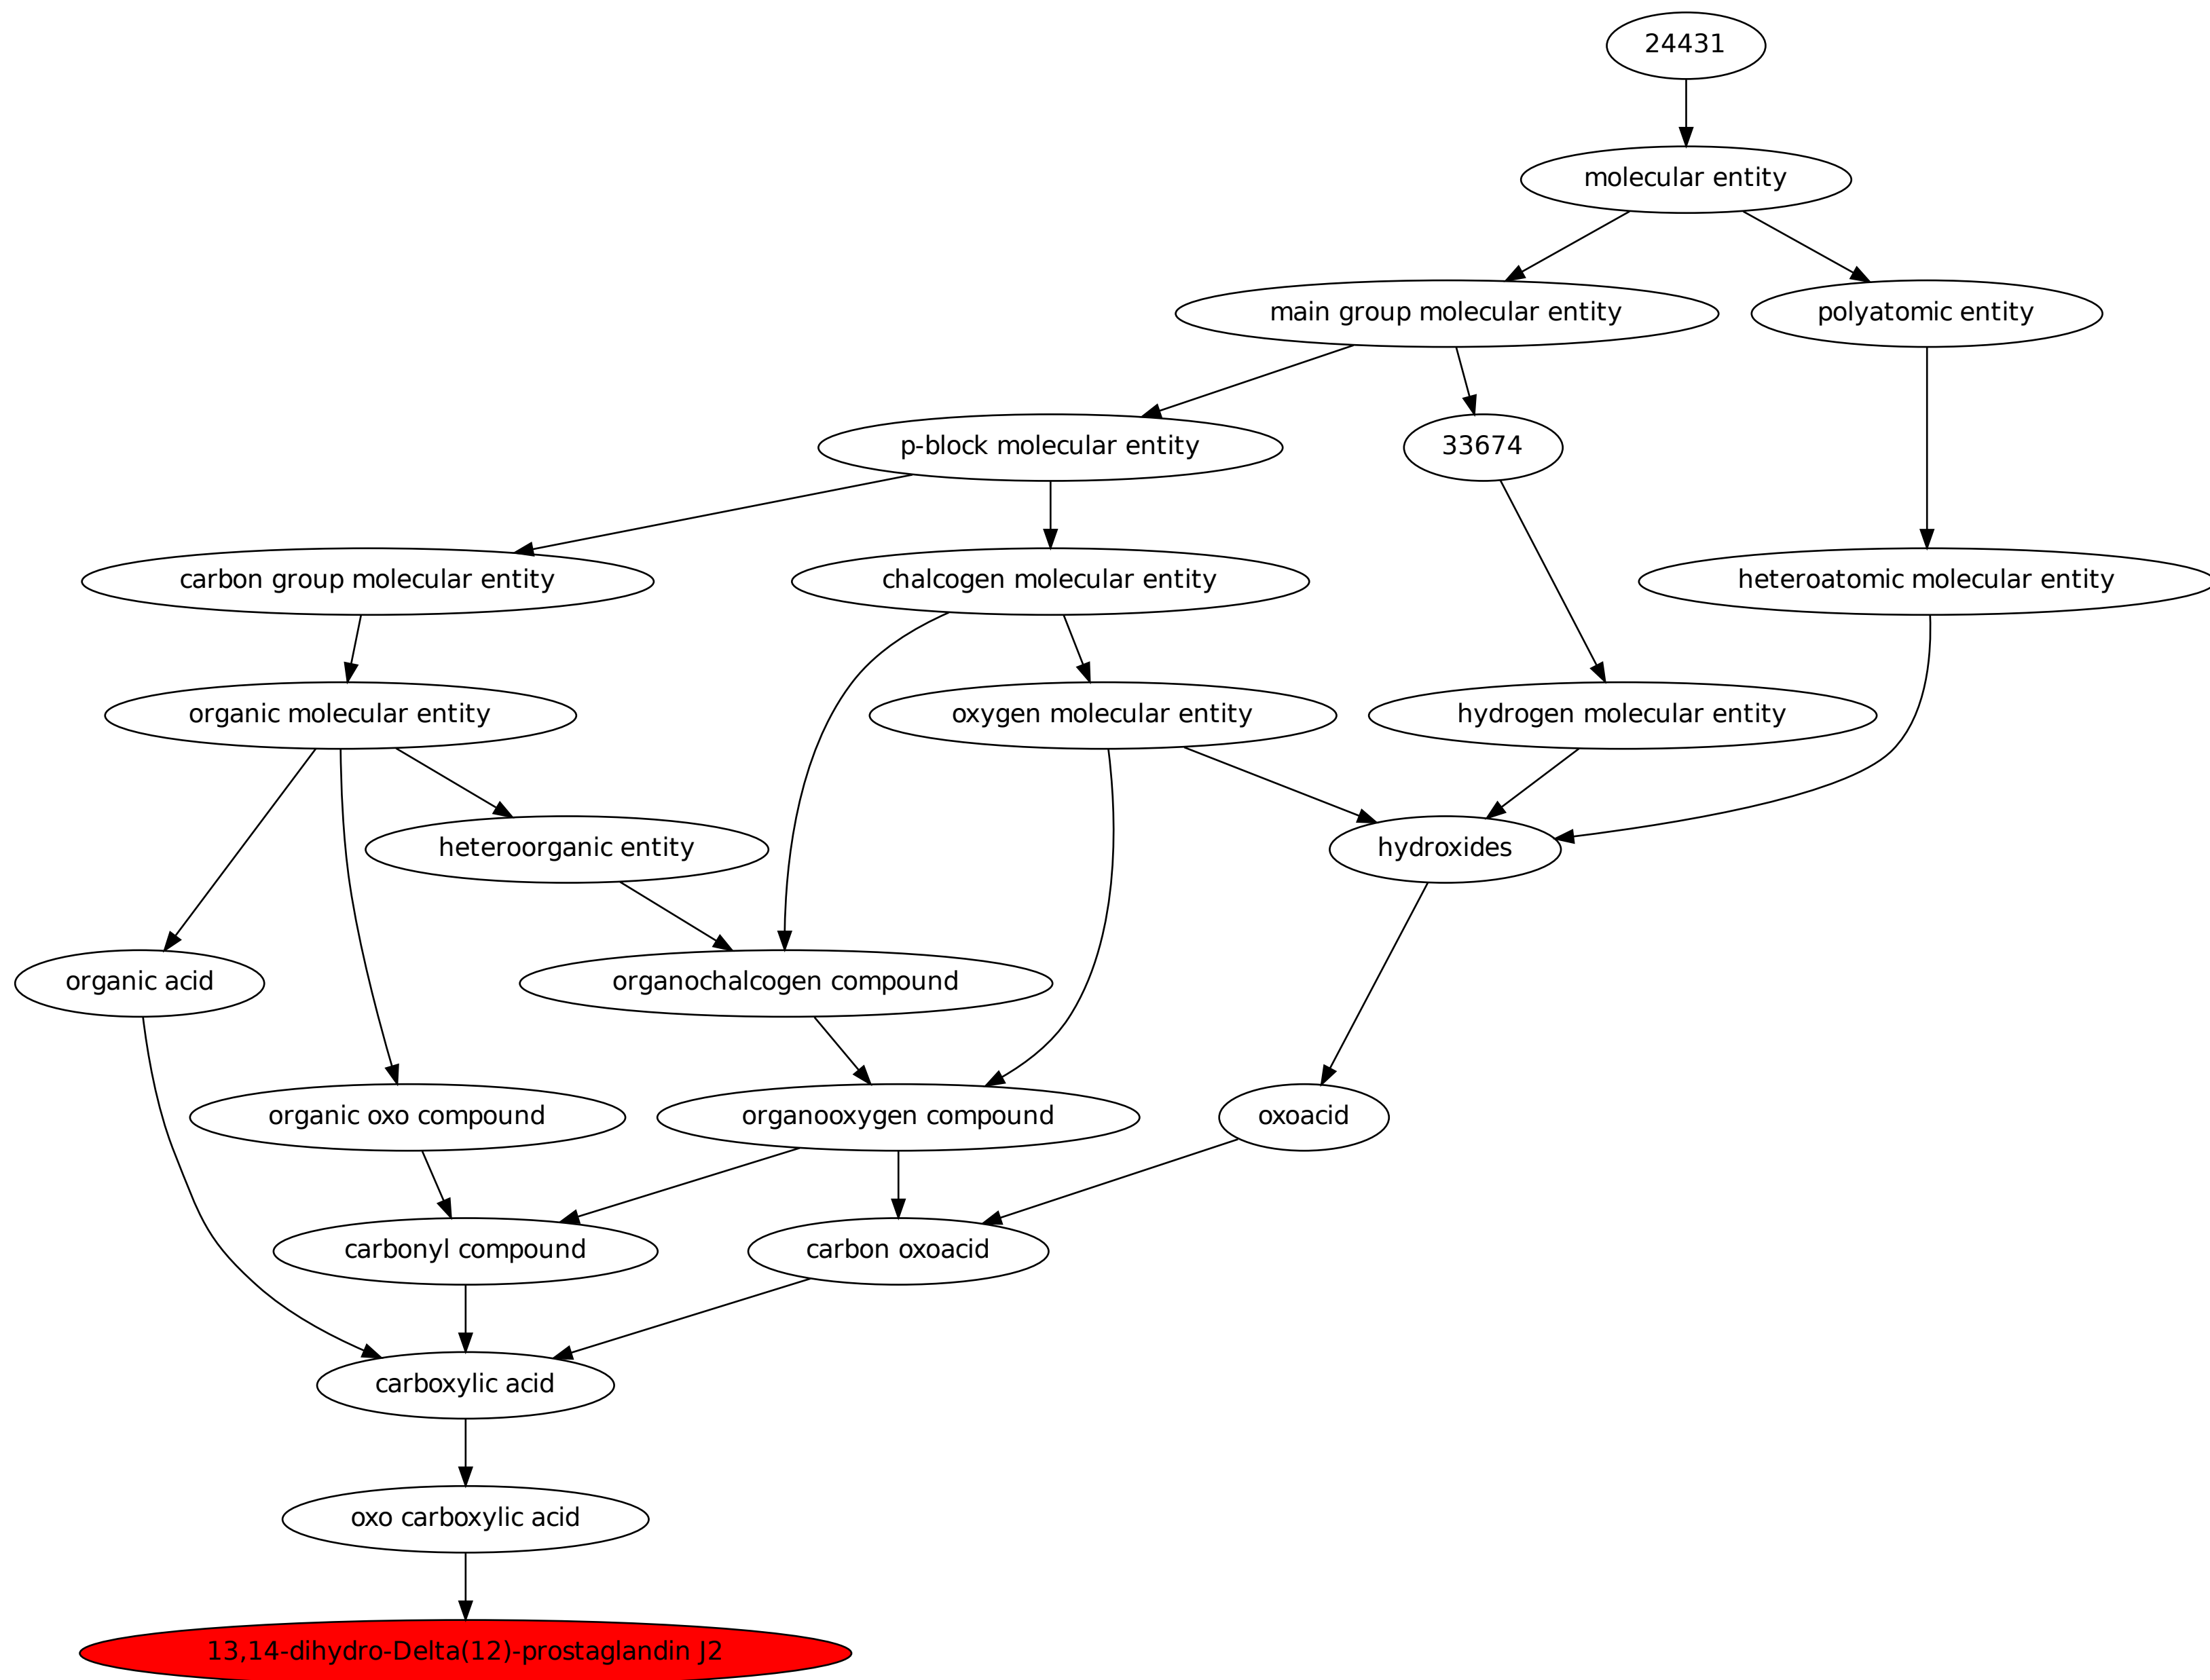 24431
molecular entity
main group molecular entity
polyatomic entity
p-block molecular entity
33674
carbon group molecular entity
chalcogen molecular entity
heteroatomic molecular entity
organic molecular entity
oxygen molecular entity
hydrogen molecular entity
heteroorganic entity
hydroxides
organic acid
organochalcogen compound
organic oxo compound
organooxygen compound
oxoacid
carbonyl compound
carbon oxoacid
carboxylic acid
oxo carboxylic acid
13,14-dihydro-Delta(12)-prostaglandin J2